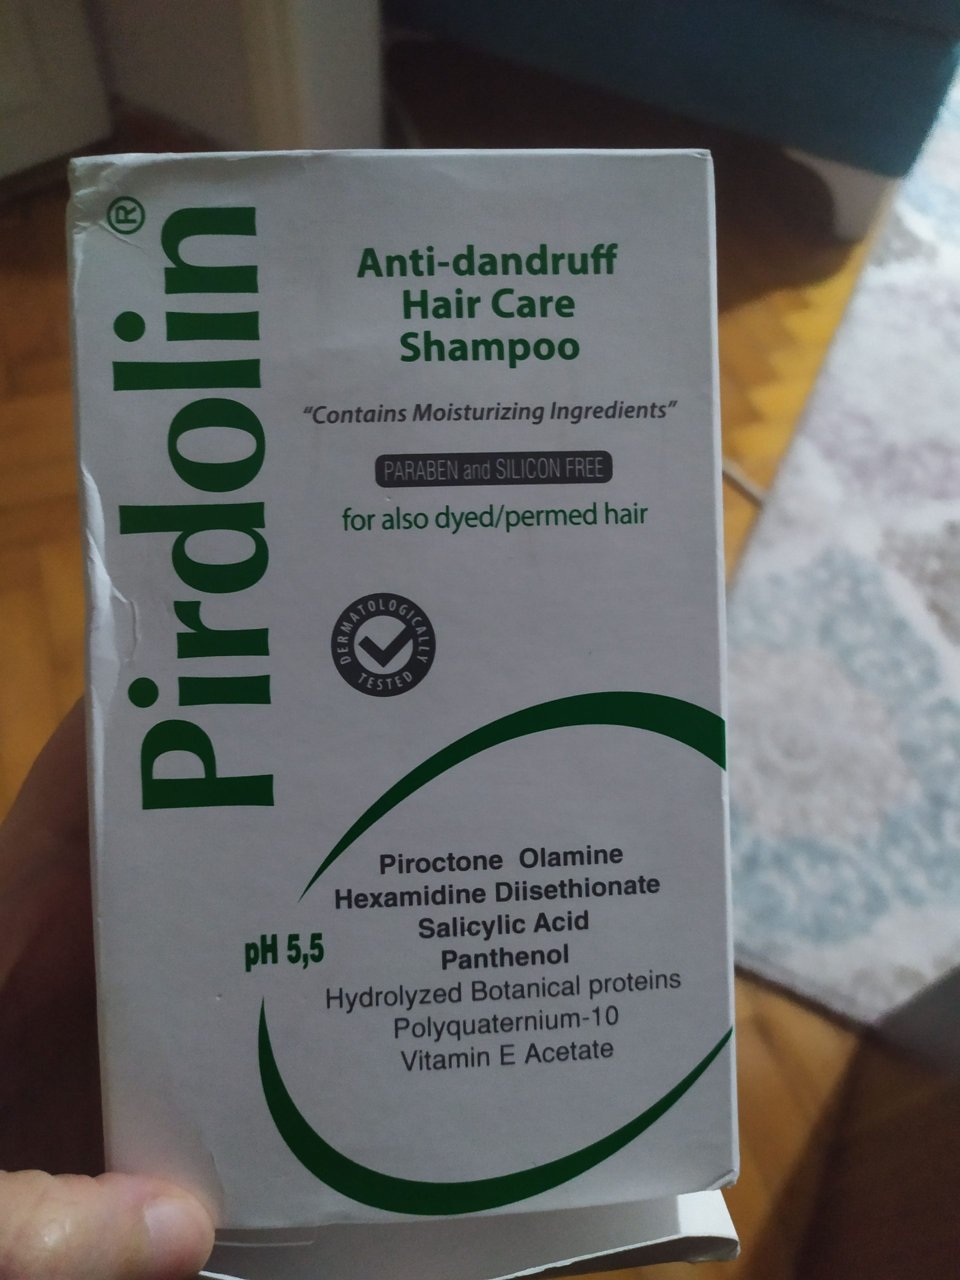 Pirdolin®
Anti-dandruff
Hair Care
Shampoo
“Contains Moisturizing Ingredients”
PARABEN and SILICON FREE
for also dyed/permed hair
DERMATOLOGICALLY
TESTED
Piroctone Olamine
Hexamidine Diisethionate
Salicylic Acid
pH 5,5
Panthenol
Hydrolyzed Botanical proteins
Polyquaternium-10
Vitamin E Acetate